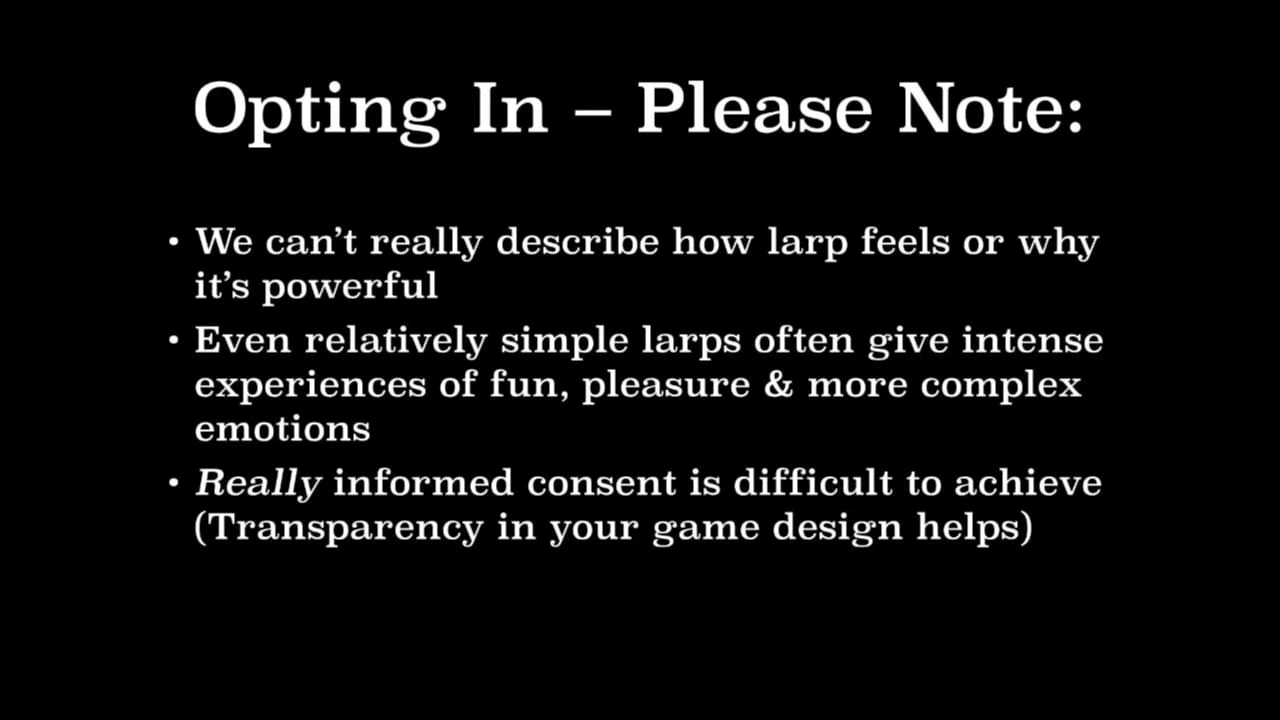 Opting In – Please Note:
• We can't really describe how larp feels or why
it's powerful
• Even relatively simple larps often give intense
experiences of fun, pleasure & more complex
emotions
• Really informed consent is difficult to achieve
(Transparency in your game design helps)